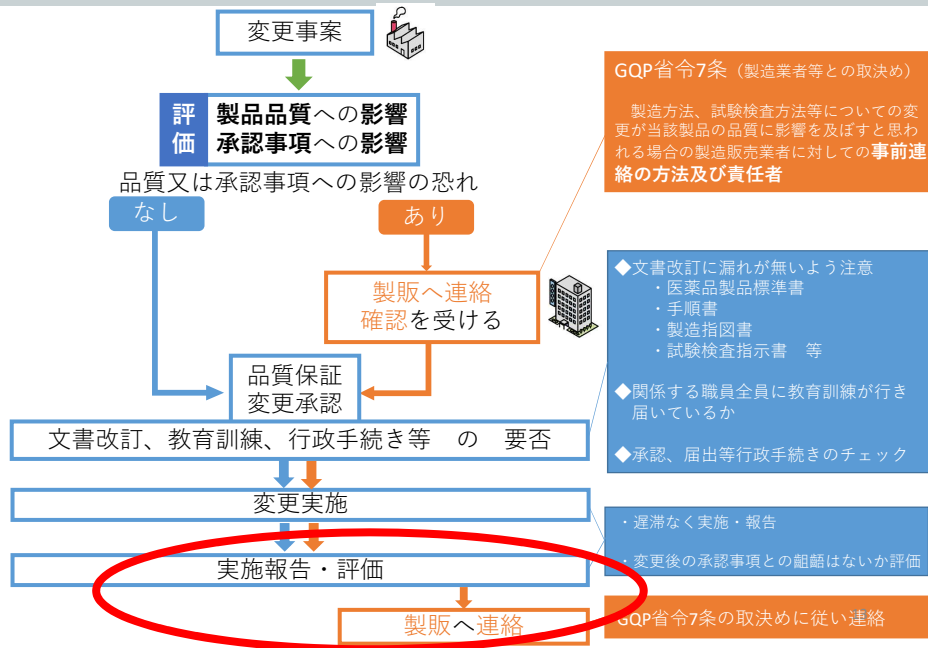 変更事案
評価
製品品質への影響
承認事項への影響
品質又は承認事項への影響の恐れ
なし
あり
製販へ連絡
確認を受ける
品質保証
変更承認
文書改訂、教育訓練、行政手続き等 の 要否
変更実施
実施報告・評価
製販へ連絡
GQP省令7条（製造業者等との取決め）
製造方法、試験検査方法等についての変
更が当該製品の品質に影響を及ぼすと思わ
れる場合の製造販売業者に対しての事前連
絡の方法及び責任者
◆文書改訂に漏れが無いよう注意
・医薬品製品標準書
・手順書
・製造指図書
・試験検査指示書 等
◆関係する職員全員に教育訓練が行き
届いているか
◆承認、届出等行政手続きのチェック
・遅滞なく実施・報告
・変更後の承認事項との齟齬はないか評価
GQP省令7条の取決めに従い連絡